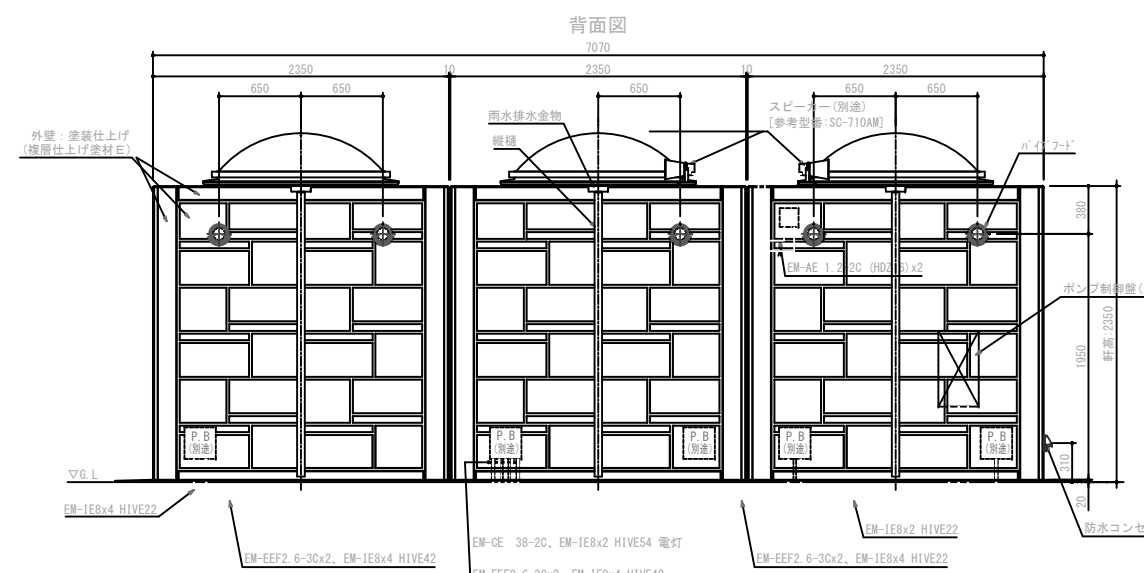 背面図
7070
2350
10
2350
10
2350
650
650
650
650
650
スピーカー(別途)
[参考型番:SC-710AM]
雨水排水金物
縦樋
外壁：塗装仕上げ
(複層仕上げ塗材E)
パイプフード
380
EM-AE 1.2-2C (HDZ16)x2
ポンプ制御盤(
軒高:2350
1950
P.B
(別途)
P.B
(別途)
P.B
(別途)
P.B
(別途)
P.B
(別途)
310
▽G.L
20
EM-IE8x4 HIVE22
防水コンセ
EM-IE8x2 HIVE22
EM-CE 38-2C、EM-IE8x2 HIVE54 電灯
EM-EEF2.6-3Cx2、EM-IE8x4 HIVE42
EM-EEF2.6-3Cx2、EM-IE8x4 HIVE22